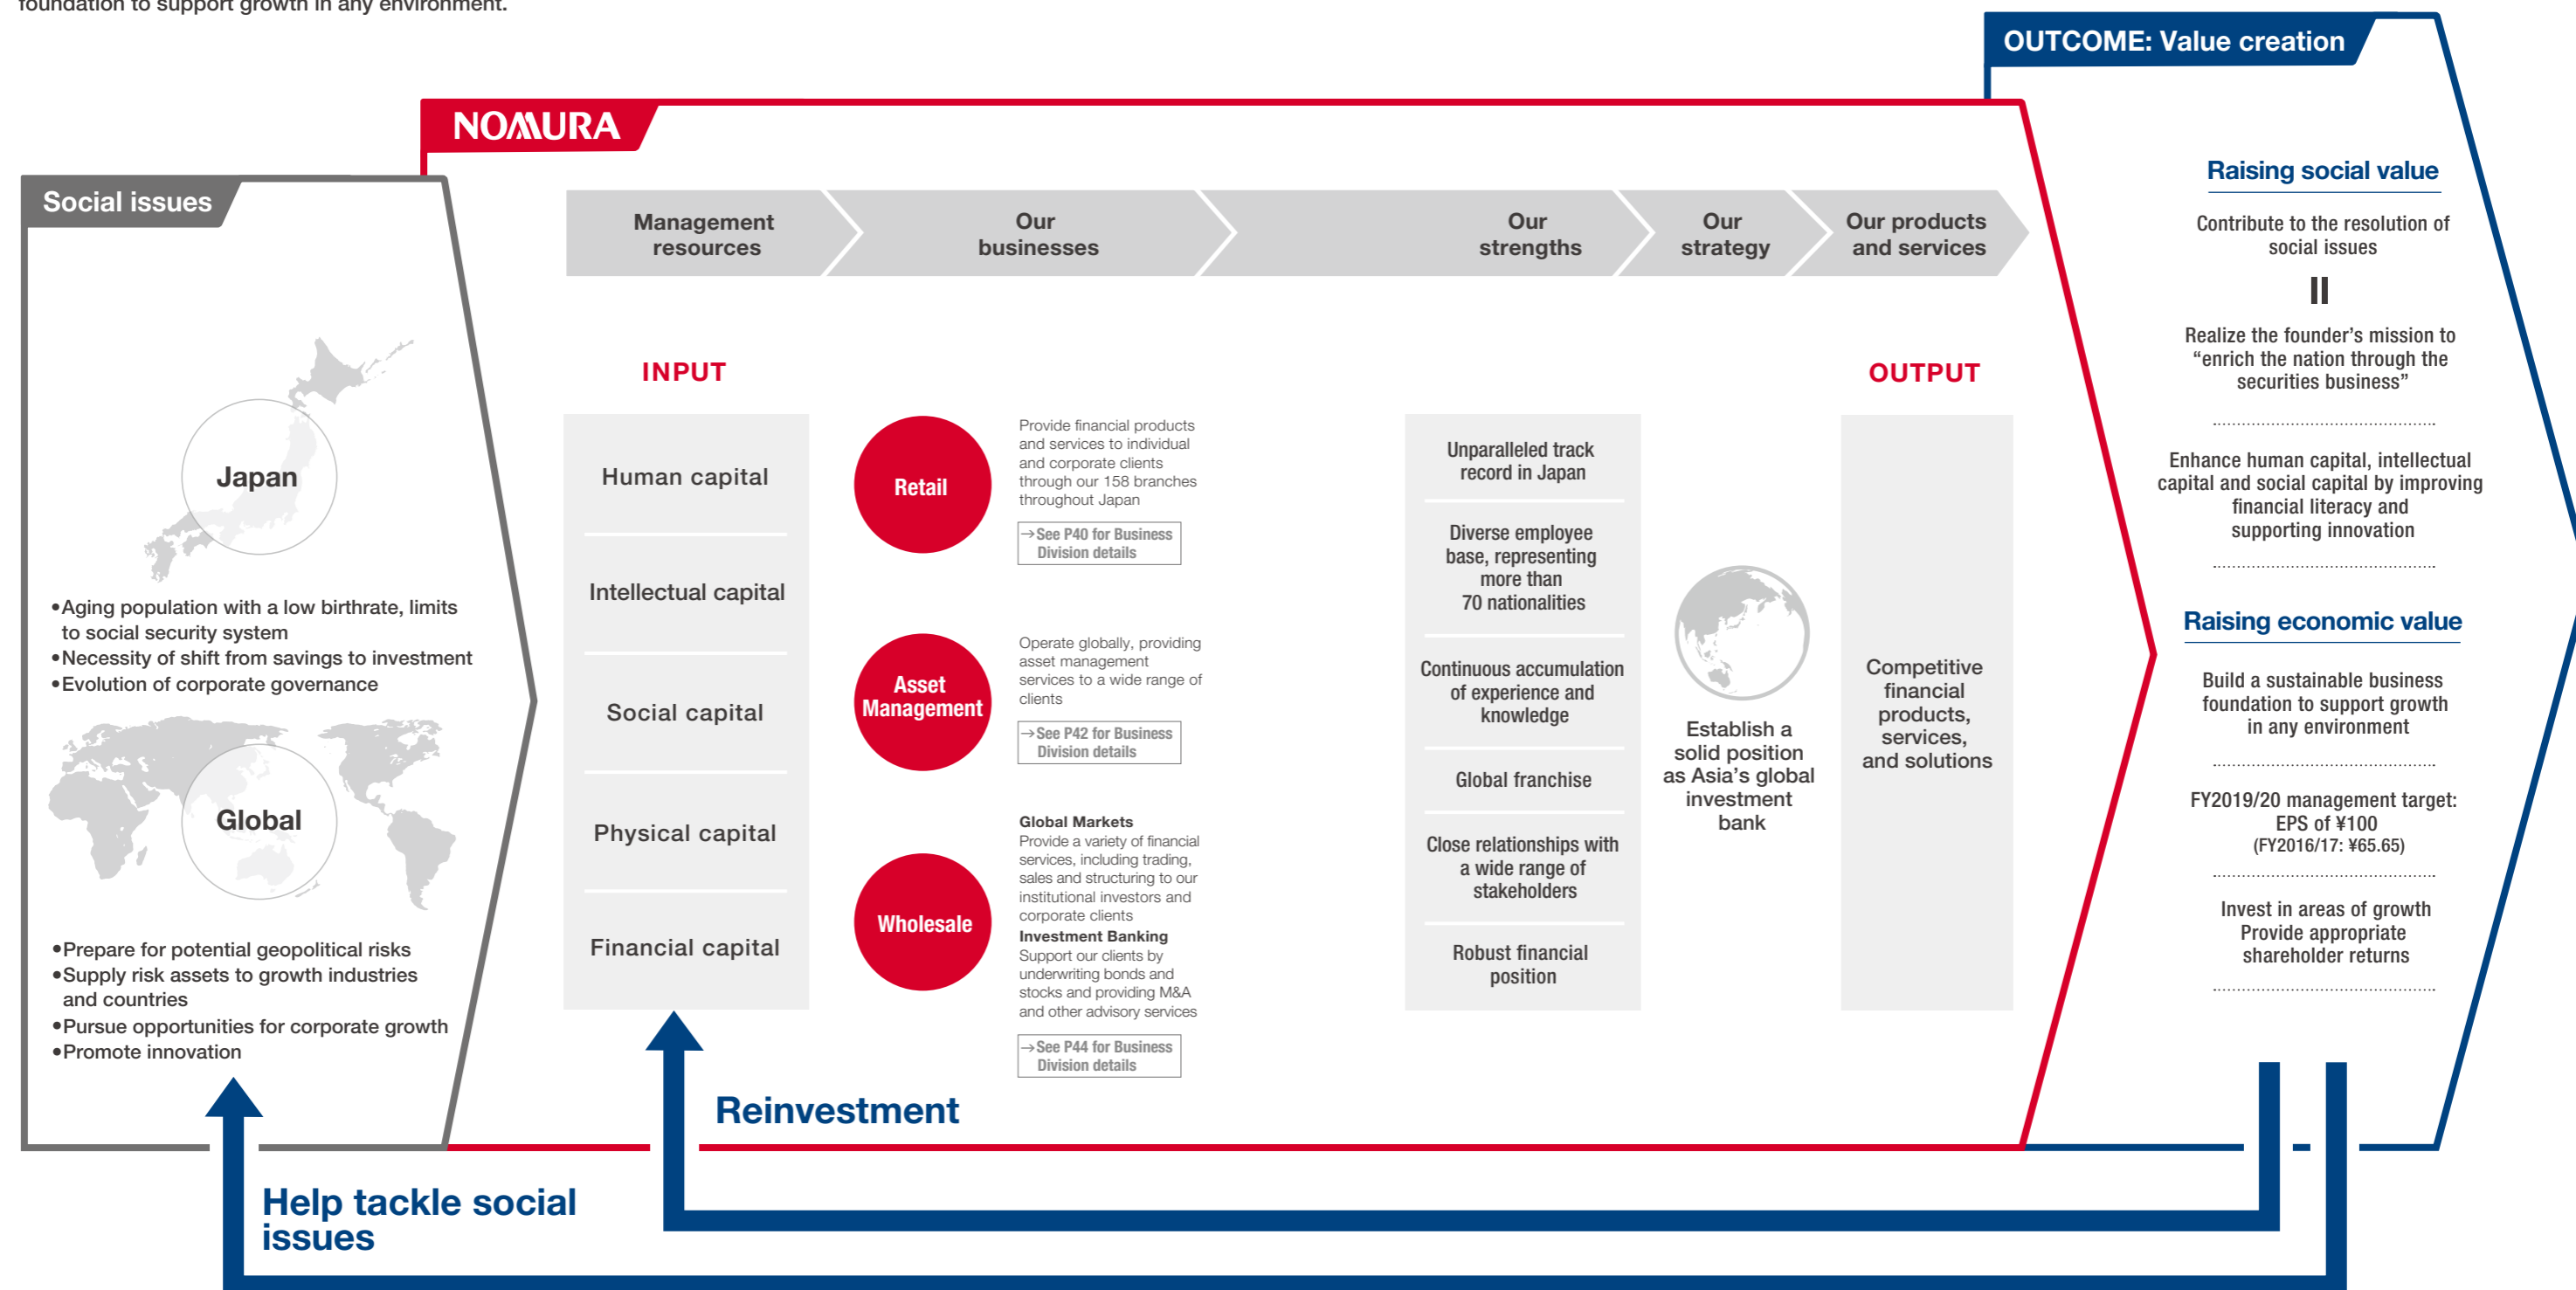 foundation to support growth in any environment.
OUTCOME: Value creation
NOMURA
Social issues
Japan
•Aging population with a low birthrate, limits
to social security system
•Necessity of shift from savings to investment
•Evolution of corporate governance
Global
•Prepare for potential geopolitical risks
•Supply risk assets to growth industries
and countries
•Pursue opportunities for corporate growth
•Promote innovation
Management
resources
Our
businesses
Our
strengths
Our
strategy
Our products
and services
INPUT
Human capital
Intellectual capital
Social capital
Physical capital
Financial capital
Retail
Provide financial products
and services to individual
and corporate clients
through our 158 branches
throughout Japan
→See P40 for Business
Division details
Asset
Management
Operate globally, providing
asset management
services to a wide range of
clients
→See P42 for Business
Division details
Wholesale
Global Markets
Provide a variety of financial
services, including trading,
sales and structuring to our
institutional investors and
corporate clients
Investment Banking
Support our clients by
underwriting bonds and
stocks and providing M&A
and other advisory services
→See P44 for Business
Division details
Unparalleled track
record in Japan
Diverse employee
base, representing
more than
70 nationalities
Continuous accumulation
of experience and
knowledge
Global franchise
Close relationships with
a wide range of
stakeholders
Robust financial
position
Establish a
solid position
as Asia's global
investment
bank
OUTPUT
Competitive
financial
products,
services,
and solutions
Raising social value
Contribute to the resolution of
social issues
=
Realize the founder's mission to
“enrich the nation through the
securities business”
Enhance human capital, intellectual
capital and social capital by improving
financial literacy and
supporting innovation
Raising economic value
Build a sustainable business
foundation to support growth
in any environment
FY2019/20 management target:
EPS of ¥100
(FY2016/17: ¥65.65)
Invest in areas of growth
Provide appropriate
shareholder returns
Reinvestment
Help tackle social
issues